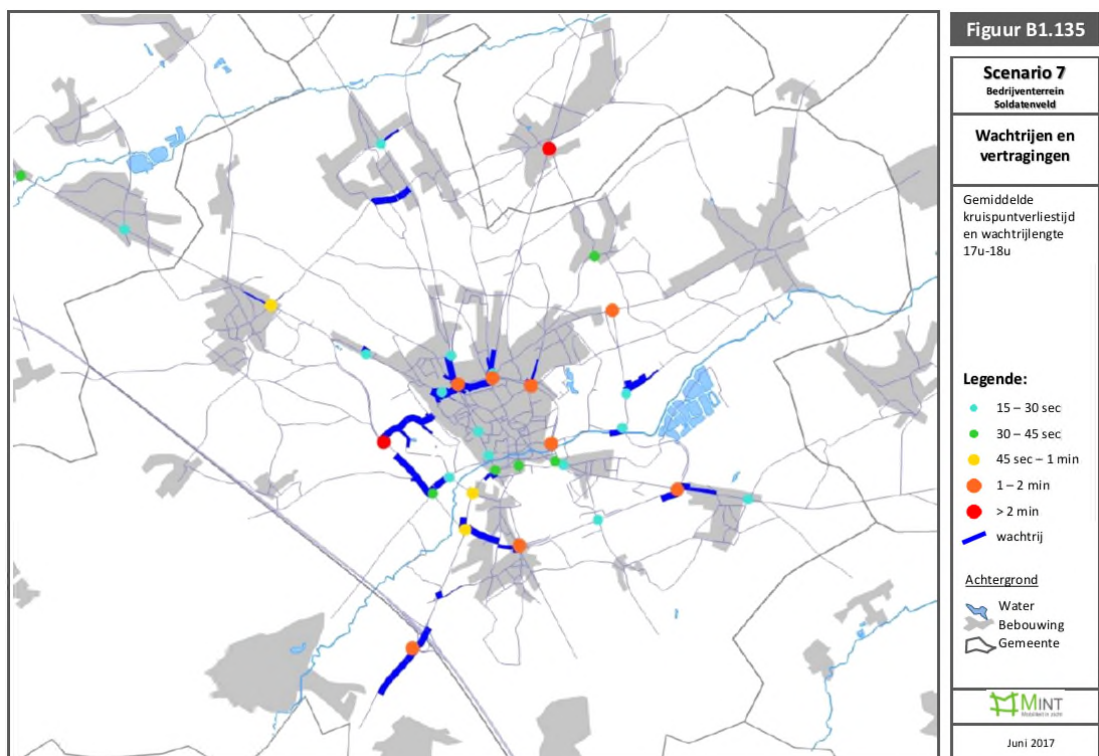 Figuur B1.135
Scenario 7
Bedrijventerrein
Soldatenveld
Wachtrijen en
vertragingen
Gemiddelde
kruispuntverliestijd
en wachtrijlengte
17u-18u
Legende:
15 – 30 sec
30 – 45 sec
45 sec – 1 min
1 – 2 min
> 2 min
wachtrij
Achtergrond
Water
Bebouwing
Gemeente
MINT
Juni 2017